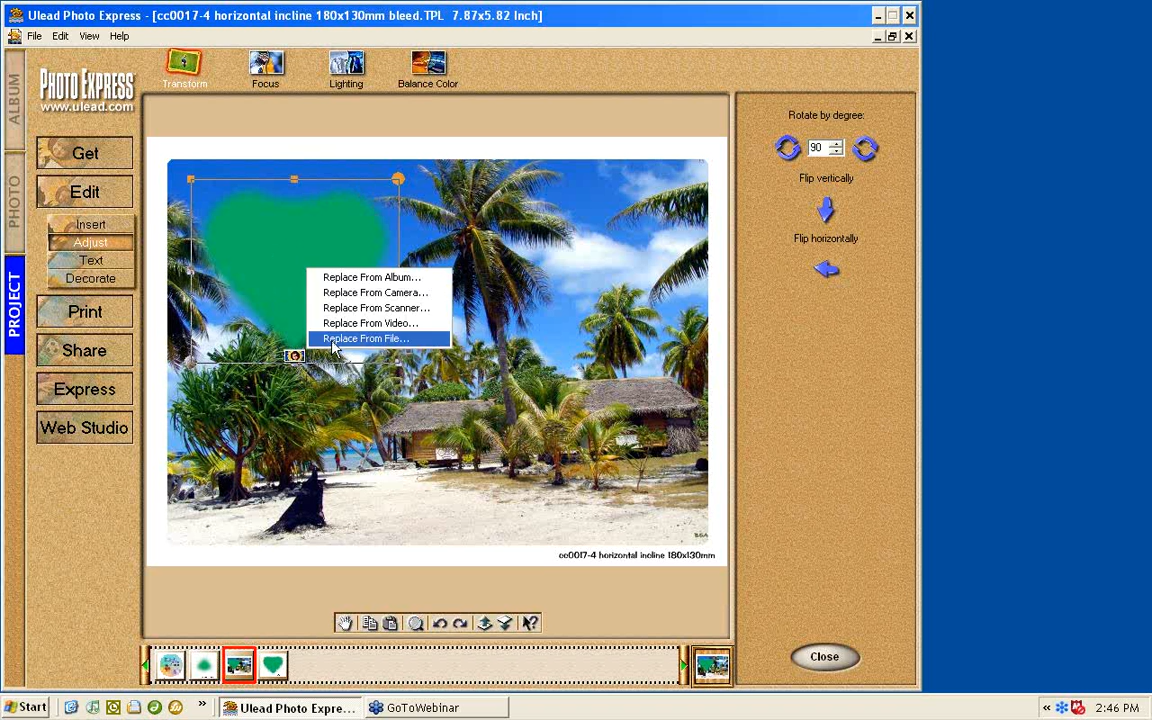 Ulead Photo Express - [cc0017-4 horizontal incline 180x130mm bleed.TPL  7.87x5.82 Inch]
File Edit View Help
PHOTO EXPRESS
www.ulead.com
Transform
Focus
Lighting
Balance Color
ALBUM
PHOTO
PROJECT
Get
Edit
Insert
Adjust
Text
Decorate
Print
Share
Express
Web Studio
Replace From Album...
Replace From Camera...
Replace From Scanner...
Replace From Video...
Replace From File...
cc0017-4 horizontal incline 180x130mm
Rotate by degree:
90
Flip vertically
Flip horizontally
Close
Start
»
Ulead Photo Expre...
GoToWebinar
«
2:46 PM